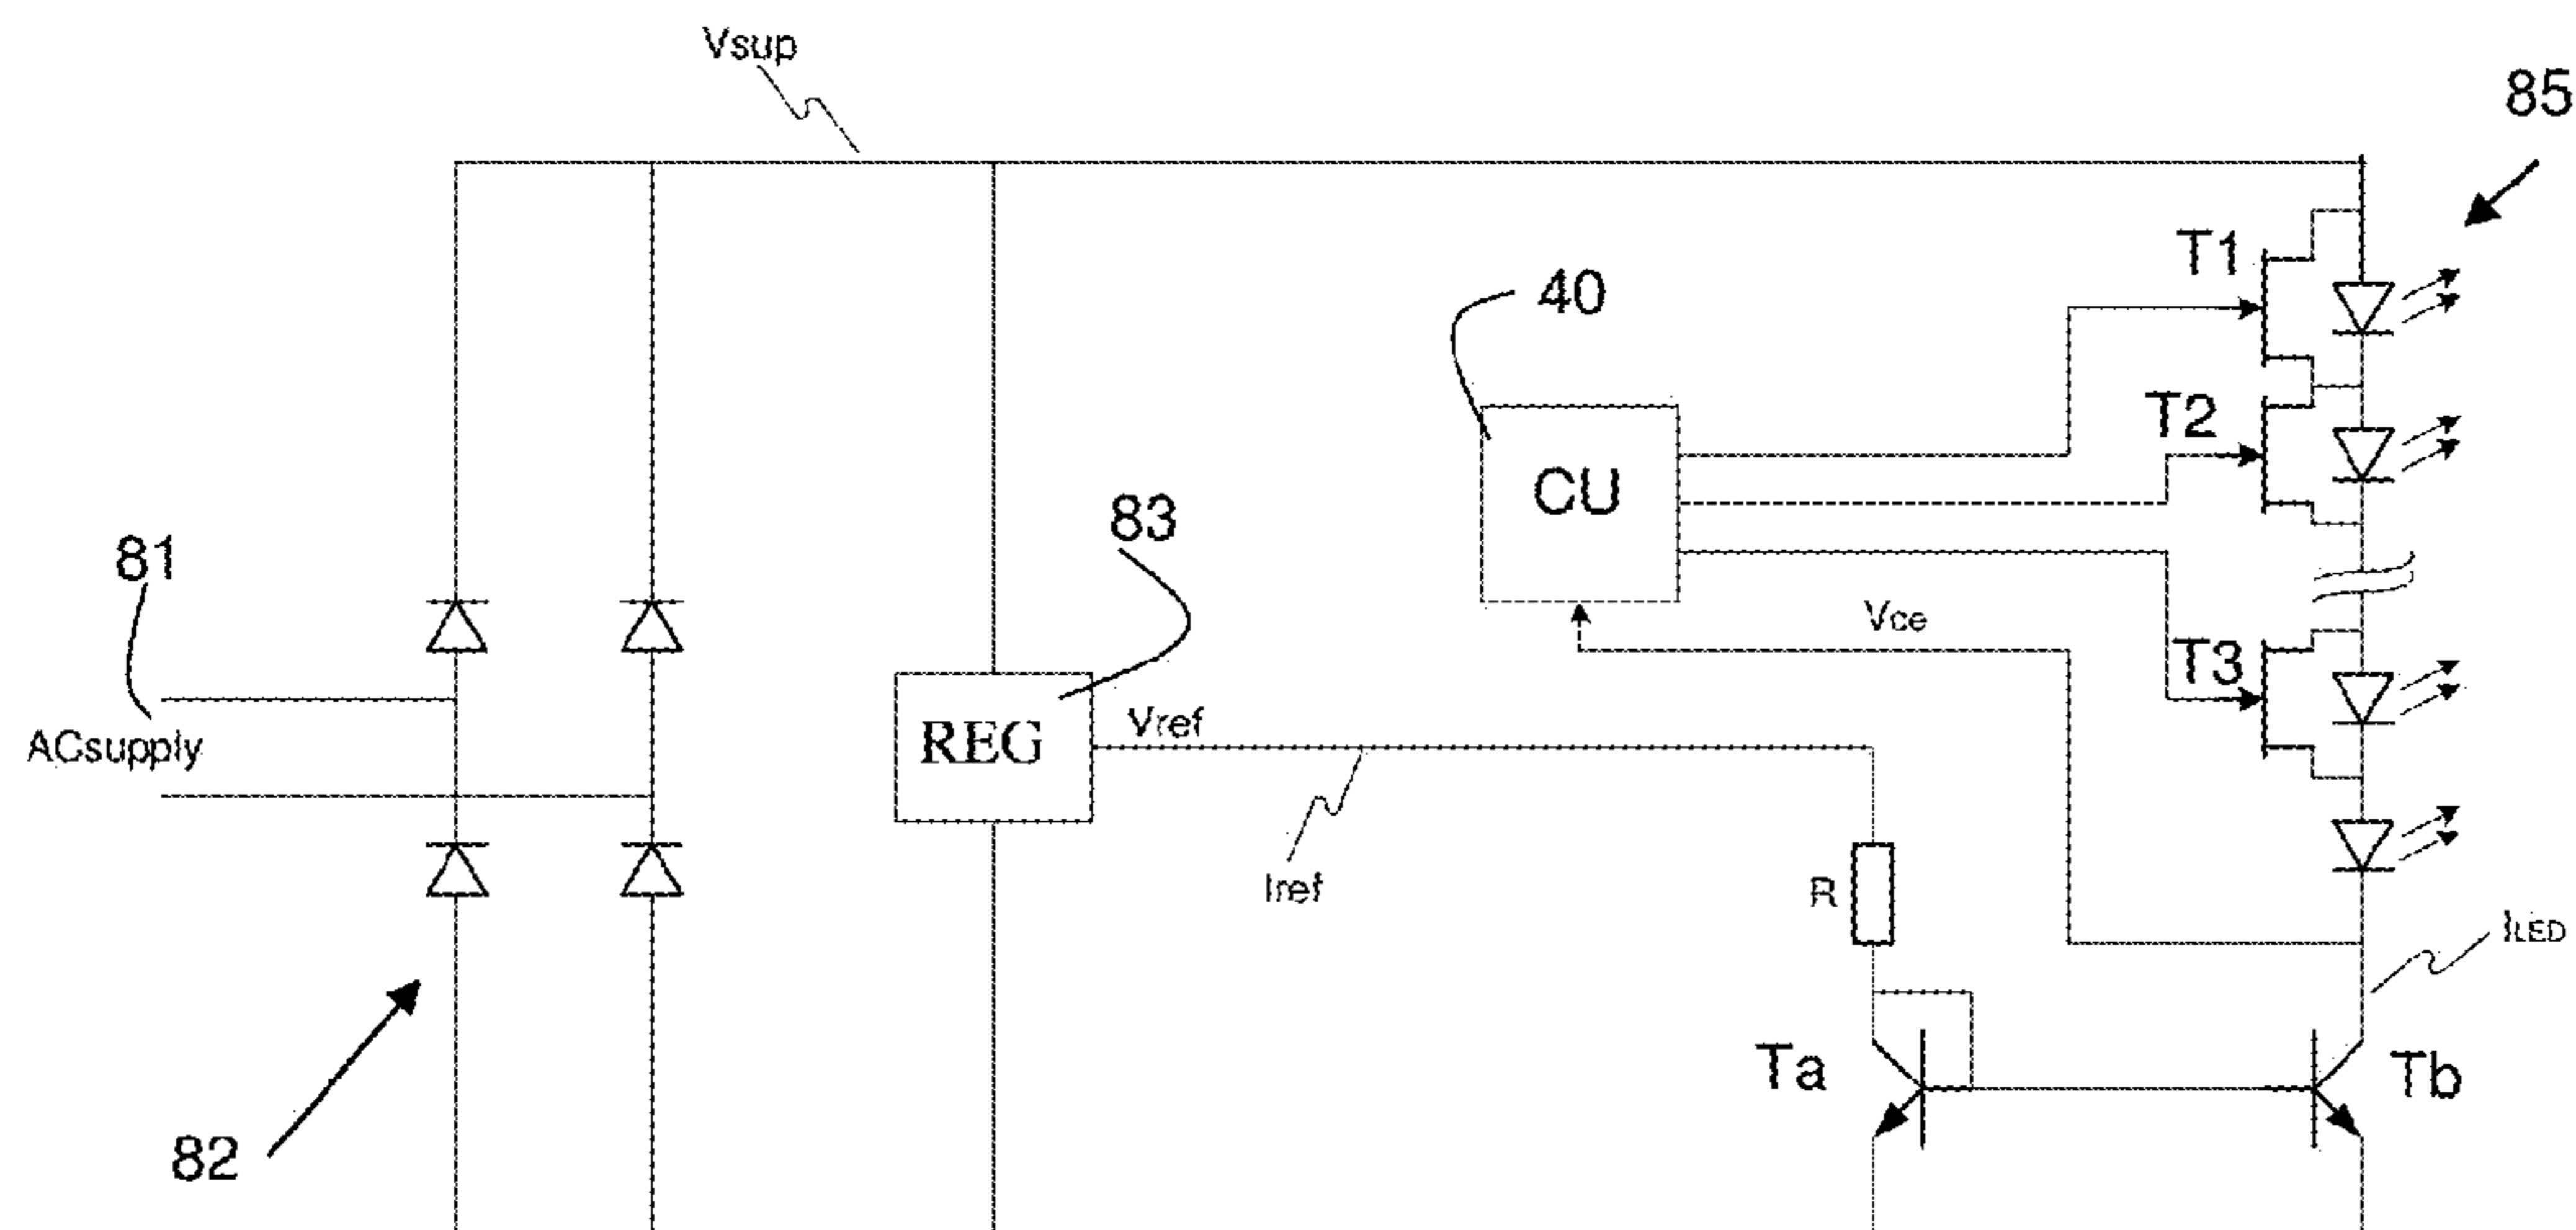 Vsup
85
T1
40
T2
CU
83
81
Vce
T3
Vref
REG
ACsupply
Iref
R
ILED
Ta
Tb
82